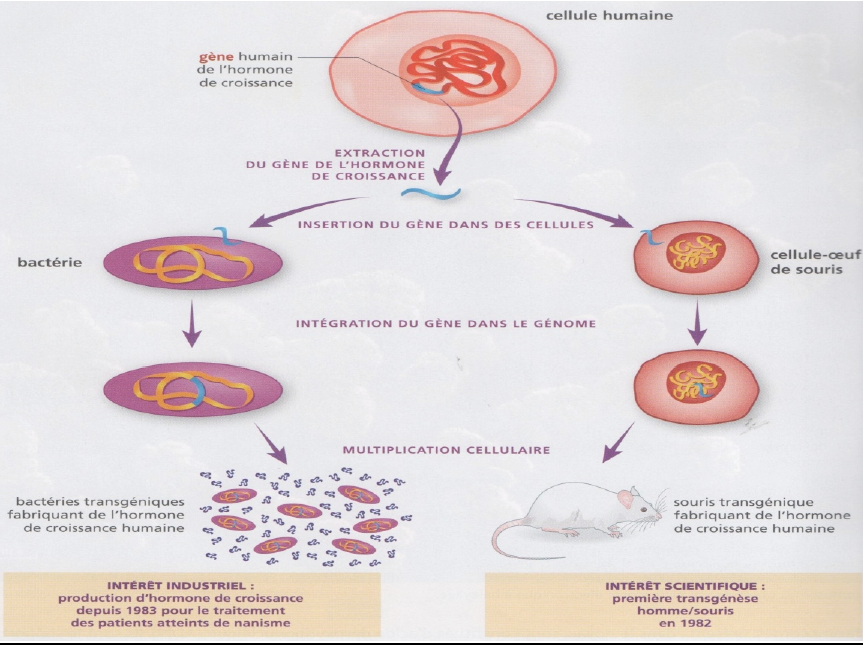 cellule humaine
gène humain
de l'hormone
de croissance
EXTRACTION
DU GÈNE DE L'HORMONE
DE CROISSANCE
INSERTION DU GÈNE DANS DES CELLULES
bactérie
cellule-œuf
de souris
INTÉGRATION DU GÈNE DANS LE GÉNOME
MULTIPLICATION CELLULAIRE
bactéries transgéniques
fabriquant de l'hormone
de croissance humaine
souris transgénique
fabriquant de l'hormone
de croissance humaine
INTÉRÊT INDUSTRIEL :
production d'hormone de croissance
depuis 1983 pour le traitement
des patients atteints de nanisme
INTÉRÊT SCIENTIFIQUE :
première transgénèse
homme/souris
en 1982